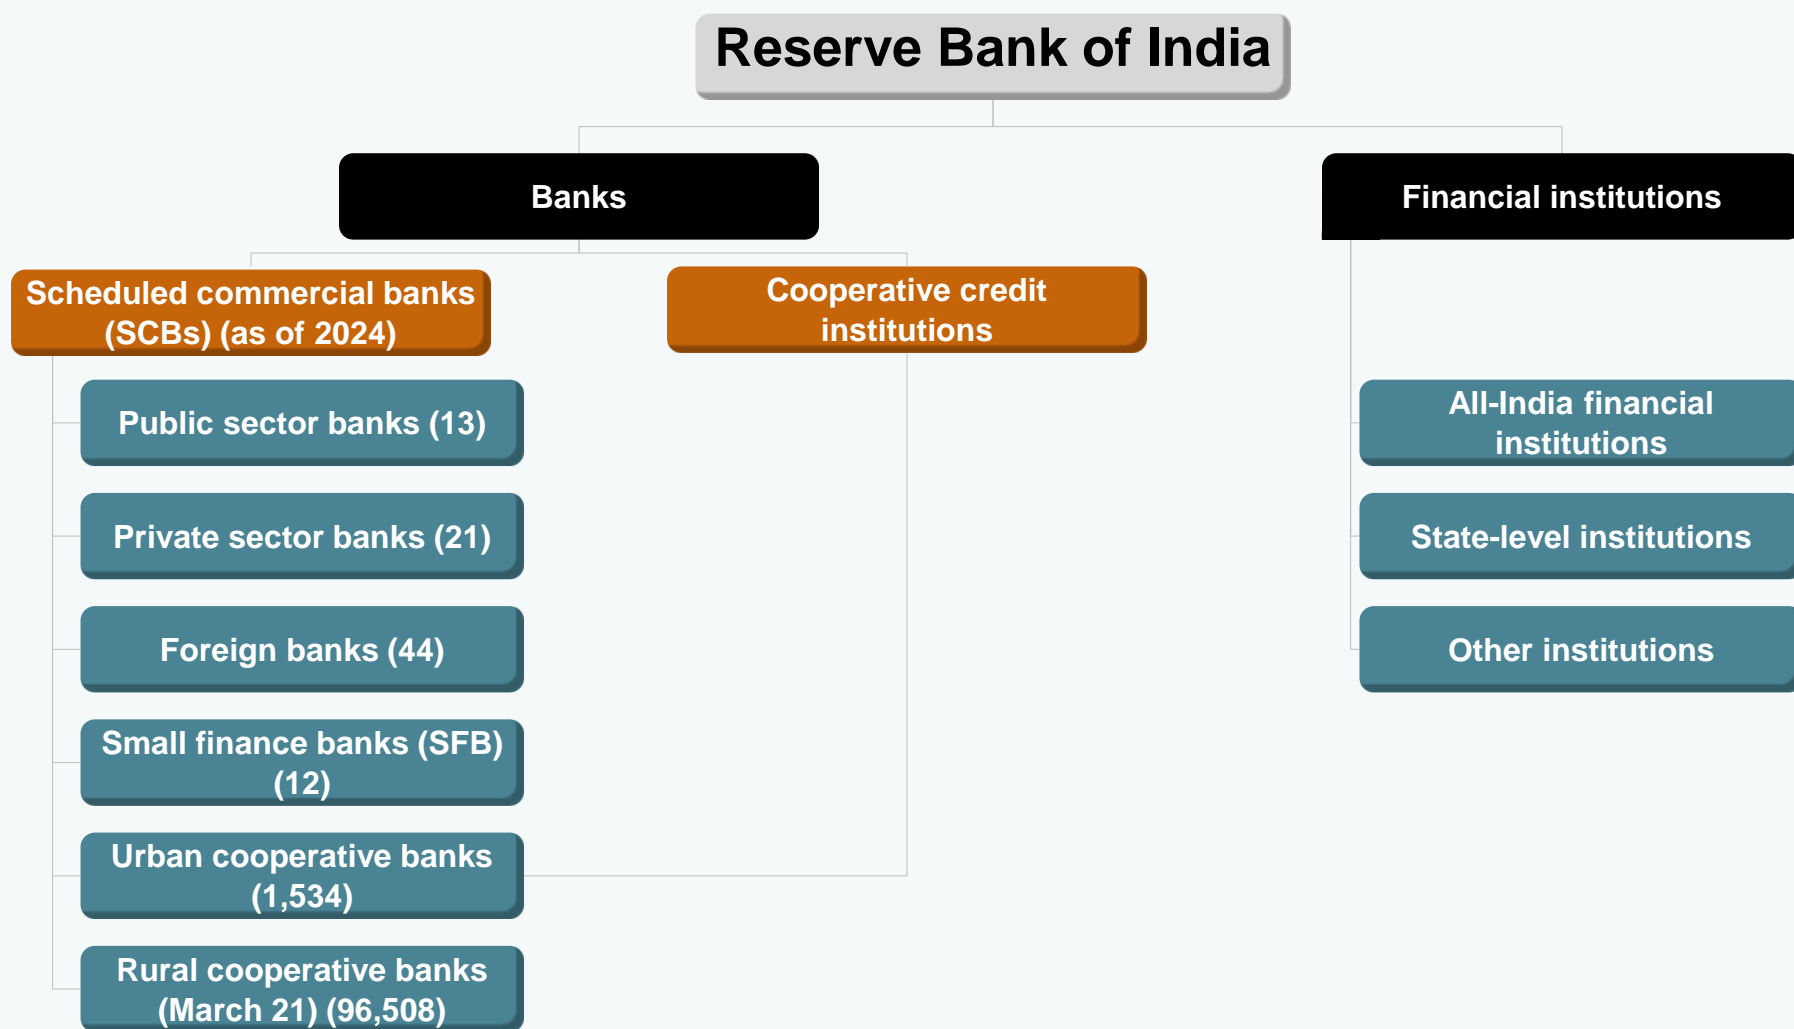 Reserve Bank of India
Banks
Financial institutions
Scheduled commercial banks
(SCBs) (as of 2024)
Cooperative credit
institutions
Public sector banks (13)
Private sector banks (21)
Foreign banks (44)
Small finance banks (SFB)
(12)
Urban cooperative banks
(1,534)
Rural cooperative banks
(March 21) (96,508)
All-India financial
institutions
State-level institutions
Other institutions